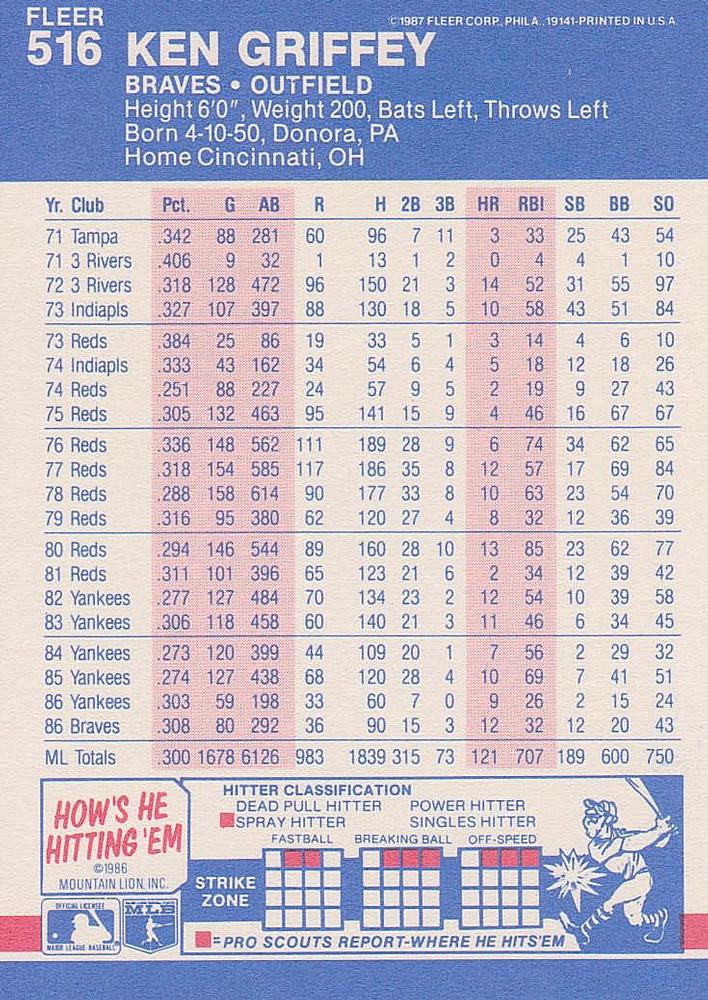 FLEER
516 KEN GRIFFEY
© 1987 FLEER CORP., PHILA., 19141-PRINTED IN U.S.A.
BRAVES • OUTFIELD
Height 6'0", Weight 200, Bats Left, Throws Left
Born 4-10-50, Donora, PA
Home Cincinnati, OH
Yr. Club Pct. G AB R H 2B 3B HR RBI SB BB SO
71 Tampa .342 88 281 60 96 7 11 3 33 25 43 54
71 3 Rivers .406 9 32 1 13 1 2 0 4 4 1 10
72 3 Rivers .318 128 472 96 150 21 3 14 52 31 55 97
73 Indiapls .327 107 397 88 130 18 5 10 58 43 51 84
73 Reds .384 25 86 19 33 5 1 3 14 4 6 10
74 Indiapls .333 43 162 34 54 6 4 5 18 12 18 26
74 Reds .251 88 227 24 57 9 5 2 19 9 27 43
75 Reds .305 132 463 95 141 15 9 4 46 16 67 67
76 Reds .336 148 562 111 189 28 9 6 74 34 62 65
77 Reds .318 154 585 117 186 35 8 12 57 17 69 84
78 Reds .288 158 614 90 177 33 8 10 63 23 54 70
79 Reds .316 95 380 62 120 27 4 8 32 12 36 39
80 Reds .294 146 544 89 160 28 10 13 85 23 62 77
81 Reds .311 101 396 65 123 21 6 2 34 12 39 42
82 Yankees .277 127 484 70 134 23 2 12 54 10 39 58
83 Yankees .306 118 458 60 140 21 3 11 46 6 34 45
84 Yankees .273 120 399 44 109 20 1 7 56 2 29 32
85 Yankees .274 127 438 68 120 28 4 10 69 7 41 51
86 Yankees .303 59 198 33 60 7 0 9 26 2 15 24
86 Braves .308 80 292 36 90 15 3 12 32 12 20 43
ML Totals .300 1678 6126 983 1839 315 73 121 707 189 600 750
HOW'S HE
HITTING 'EM
©1986
MOUNTAIN LION, INC.
HITTER CLASSIFICATION
DEAD PULL HITTER POWER HITTER
SPRAY HITTER SINGLES HITTER
FASTBALL BREAKING BALL OFF-SPEED
STRIKE
ZONE
=PRO SCOUTS REPORT-WHERE HE HITS'EM
OFFICIAL LICENSEE
MAJOR LEAGUE BASEBALL
MLB